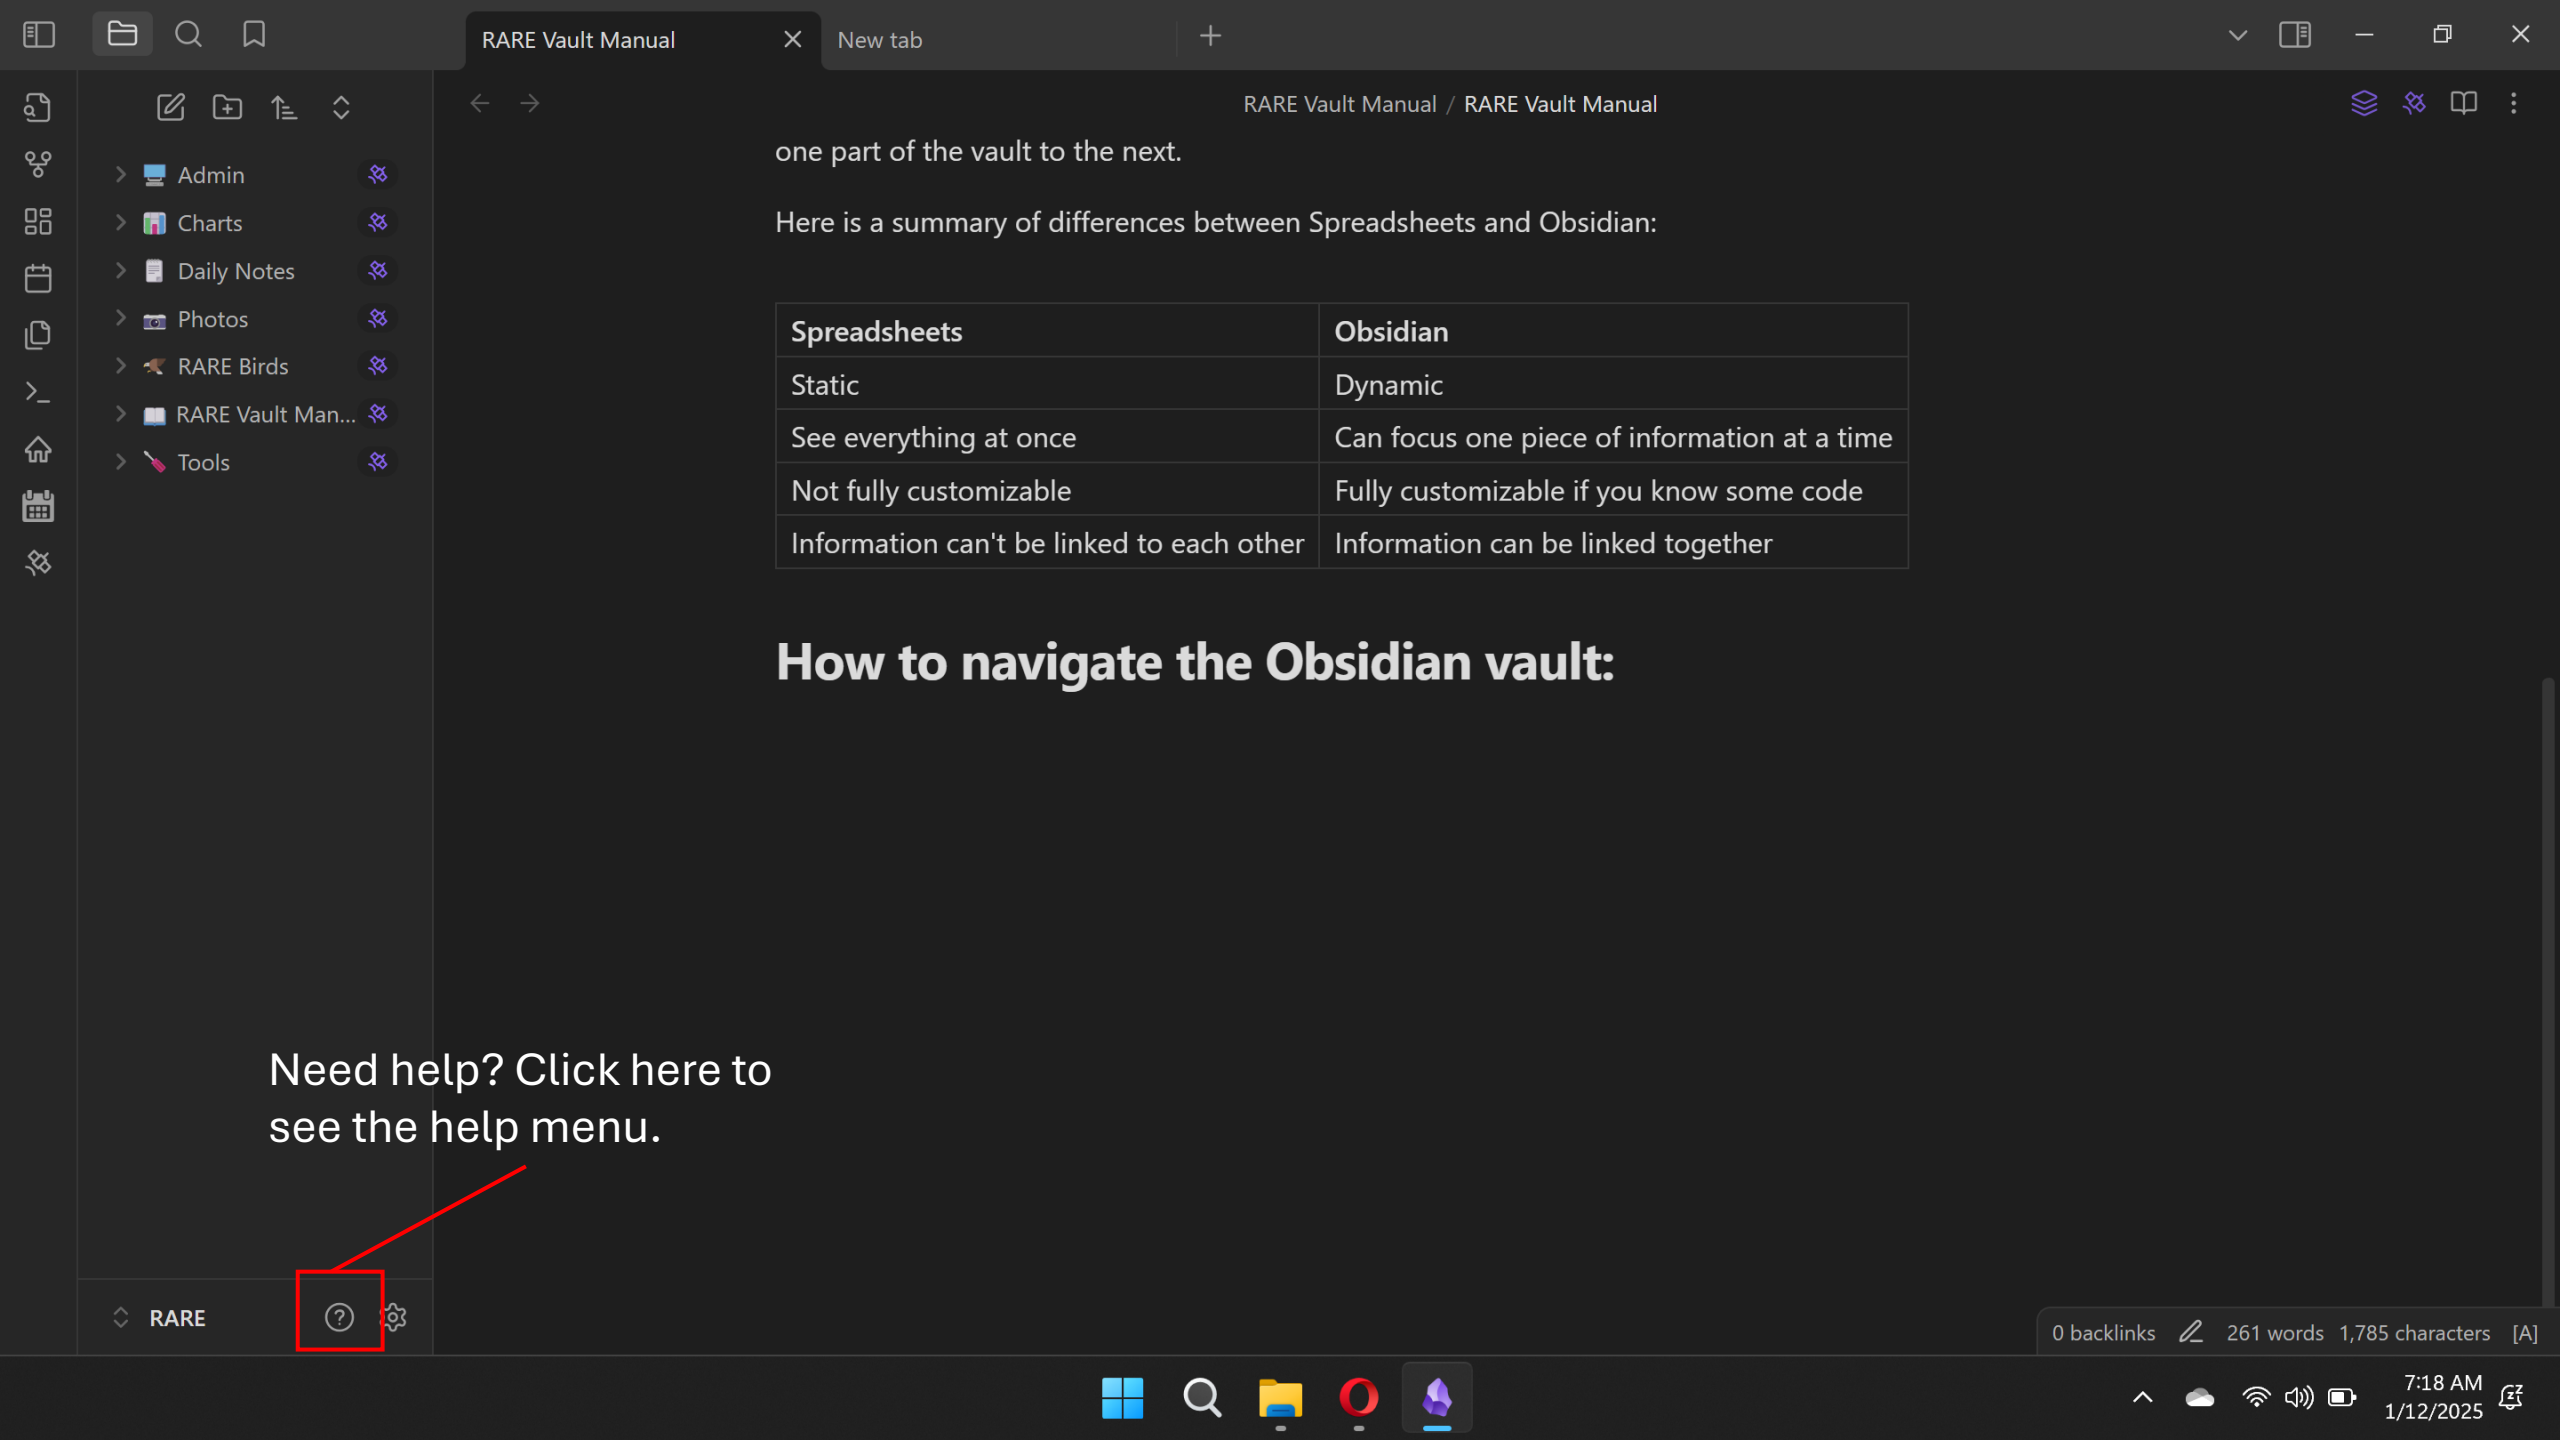 RARE Vault Manual
New tab
RARE Vault Manual / RARE Vault Manual
Admin
Charts
Daily Notes
Photos
RARE Birds
RARE Vault Man...
Tools
one part of the vault to the next.
Here is a summary of differences between Spreadsheets and Obsidian:
Spreadsheets Obsidian
Static Dynamic
See everything at once Can focus one piece of information at a time
Not fully customizable Fully customizable if you know some code
Information can't be linked to each other Information can be linked together
How to navigate the Obsidian vault:
Need help? Click here to
see the help menu.
RARE
0 backlinks 261 words 1,785 characters [A]
7:18 AM
1/12/2025